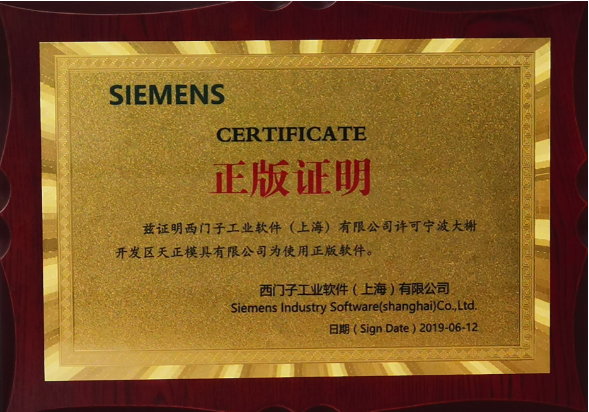 SIEMENS
CERTIFICATE
正版证明
兹证明西门子工业软件（上海）有限公司许可宁波大榭
开发区天正模具有限公司为使用正版软件。
西门子工业软件（上海）有限公司
Siemens Industry Software(shanghai)Co.,Ltd.
日期（Sign Date）2019-06-12